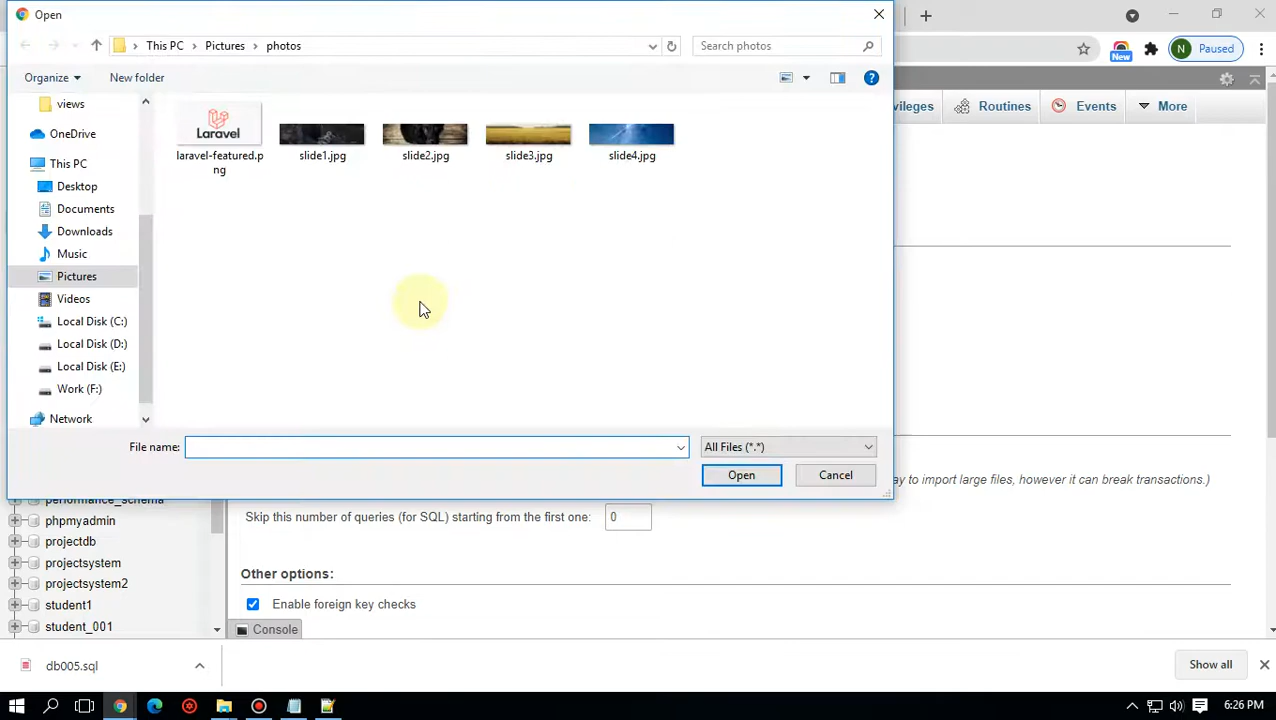 Open
This PC
Pictures
photos
Search photos
Paused
New
N
Organize
New folder
views
OneDrive
This PC
Desktop
Documents
Downloads
Music
Pictures
Videos
Local Disk (C:)
Local Disk (D:)
Local Disk (E:)
Work (F:)
Network
Laravel
laravel-featured.p
ng
slide1.jpg
slide2.jpg
slide3.jpg
slide4.jpg
File name:
All Files (*.*)
Open
Cancel
vileges
Routines
Events
More
ay to import large files, however it can break transactions.)
performance_schema
phpmyadmin
projectdb
projectsystem
projectsystem2
student1
student_001
Skip this number of queries (for SQL) starting from the first one:
0
Other options:
Enable foreign key checks
Console
db005.sql
Show all
6:26 PM